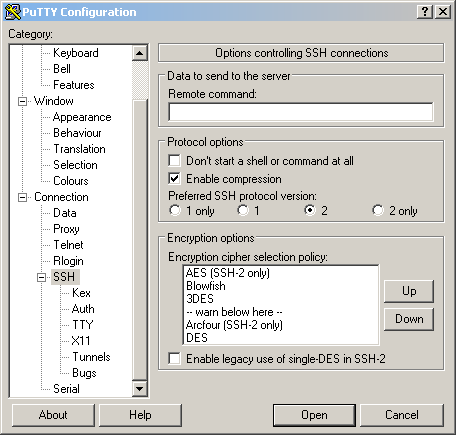 PuTTY Configuration
Category:
Keyboard
Bell
Features
Window
Appearance
Behaviour
Translation
Selection
Colours
Connection
Data
Proxy
Telnet
Rlogin
SSH
Kex
Auth
TTY
X11
Tunnels
Bugs
Serial
Options controlling SSH connections
Data to send to the server
Remote command:
Protocol options
Don't start a shell or command at all
Enable compression
Preferred SSH protocol version:
1 only 1 2 2 only
Encryption options
Encryption cipher selection policy:
AES (SSH-2 only)
Blowfish
3DES
-- warn below here --
Arcfour (SSH-2 only)
DES
Up
Down
Enable legacy use of single-DES in SSH-2
About Help Open Cancel